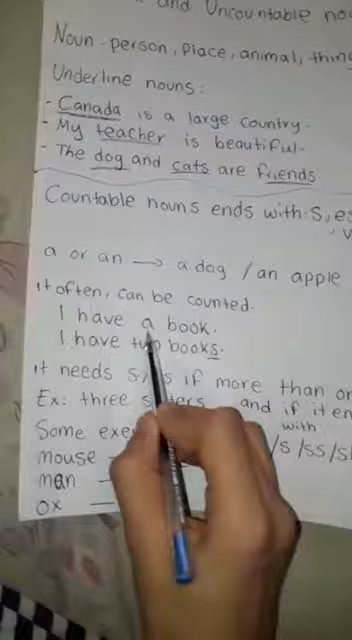 and Uncountable no
Noun - person, place, animal, thing
Underline nouns:
- Canada is a large country.
- My teacher is beautiful.
- The dog and cats are friends
Countable nouns ends with: s, es
a or an → a dog / an apple
it often, can be counted.
I have a book.
I have two books.
it needs s, s if more than or
Ex: three and if it en
with
Some exe /s/ss/s
mouse -
man -
ox —